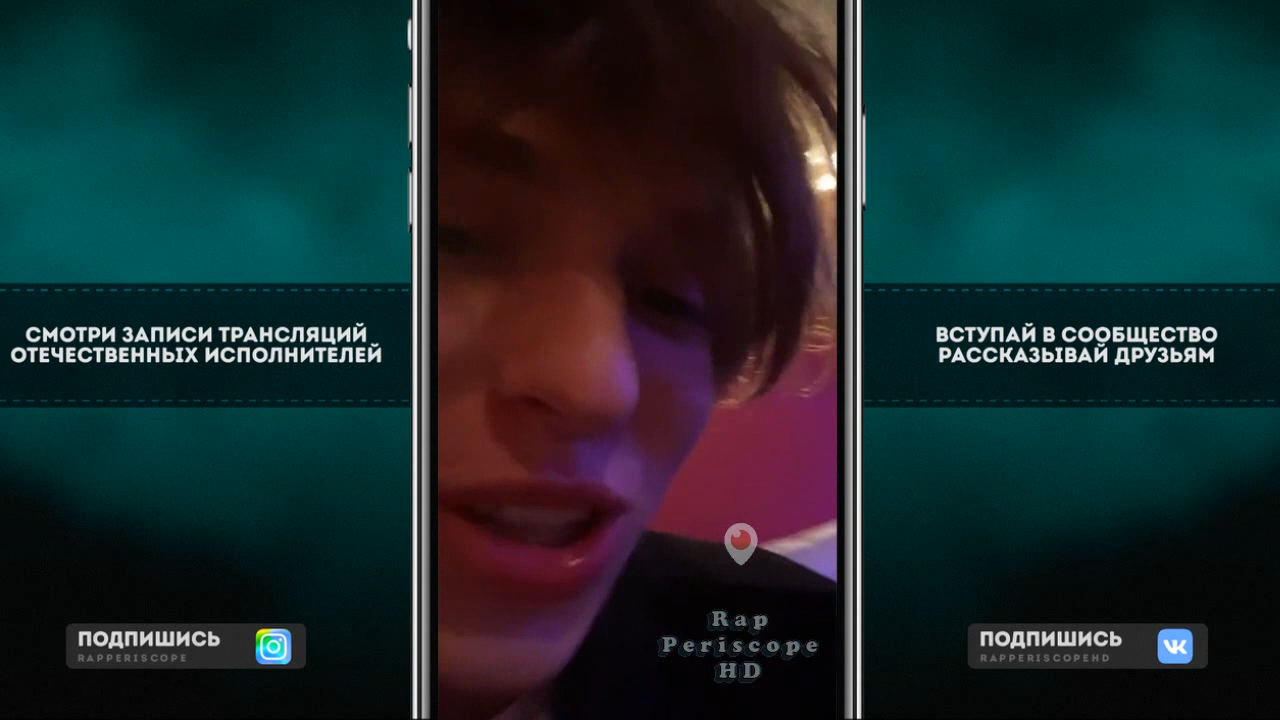 СМОТРИ ЗАПИСИ ТРАНСЛЯЦИЙ
ОТЕЧЕСТВЕННЫХ ИСПОЛНИТЕЛЕЙ
ВСТУПАЙ В СООБЩЕСТВО
РАССКАЗЫВАЙ ДРУЗЬЯМ
Rap
Periscope
HD
ПОДПИШИСЬ
RAPPERISCOPE
ПОДПИШИСЬ
RAPPERISCOPEHD